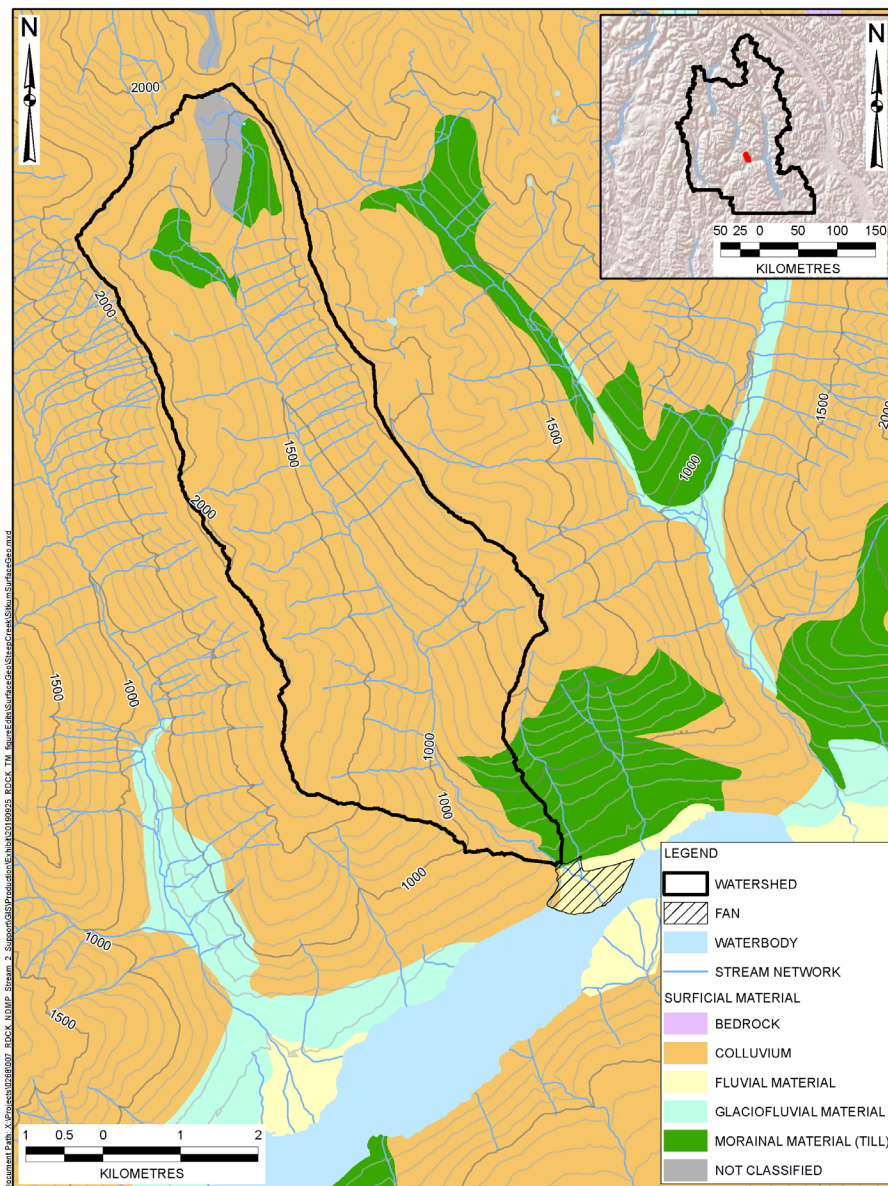 N
2000
N
50 25 0 50 100 150
KILOMETRES
2000
1500
2000
1500
1000
1500
2000
1500
1000
1000
1000
1000
1000
1500
LEGEND
WATERSHED
FAN
WATERBODY
STREAM NETWORK
SURFICIAL MATERIAL
BEDROCK
COLLUVIUM
FLUVIAL MATERIAL
GLACIOFLUVIAL MATERIAL
MORAINAL MATERIAL (TILL)
NOT CLASSIFIED
1 0.5 0 1 2
KILOMETRES